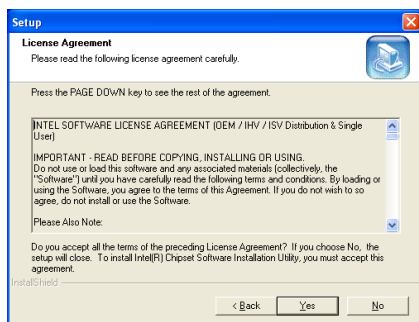 Setup
License Agreement
Please read the following license agreement carefully.
Press the PAGE DOWN key to see the rest of the agreement.
INTEL SOFTWARE LICENSE AGREEMENT (OEM / IHV / ISV Distribution & Single
User)
IMPORTANT - READ BEFORE COPYING, INSTALLING OR USING.
Do not use or load this software and any associated materials (collectively, the
"Software") until you have carefully read the following terms and conditions. By loading or
using the Software, you agree to the terms of this Agreement. If you do not wish to so
agree, do not install or use the Software.
Please Also Note:
Do you accept all the terms of the preceding License Agreement? If you choose No, the
setup will close. To install Intel(R) Chipset Software Installation Utility, you must accept this
agreement.
InstallShield
< Back Yes No